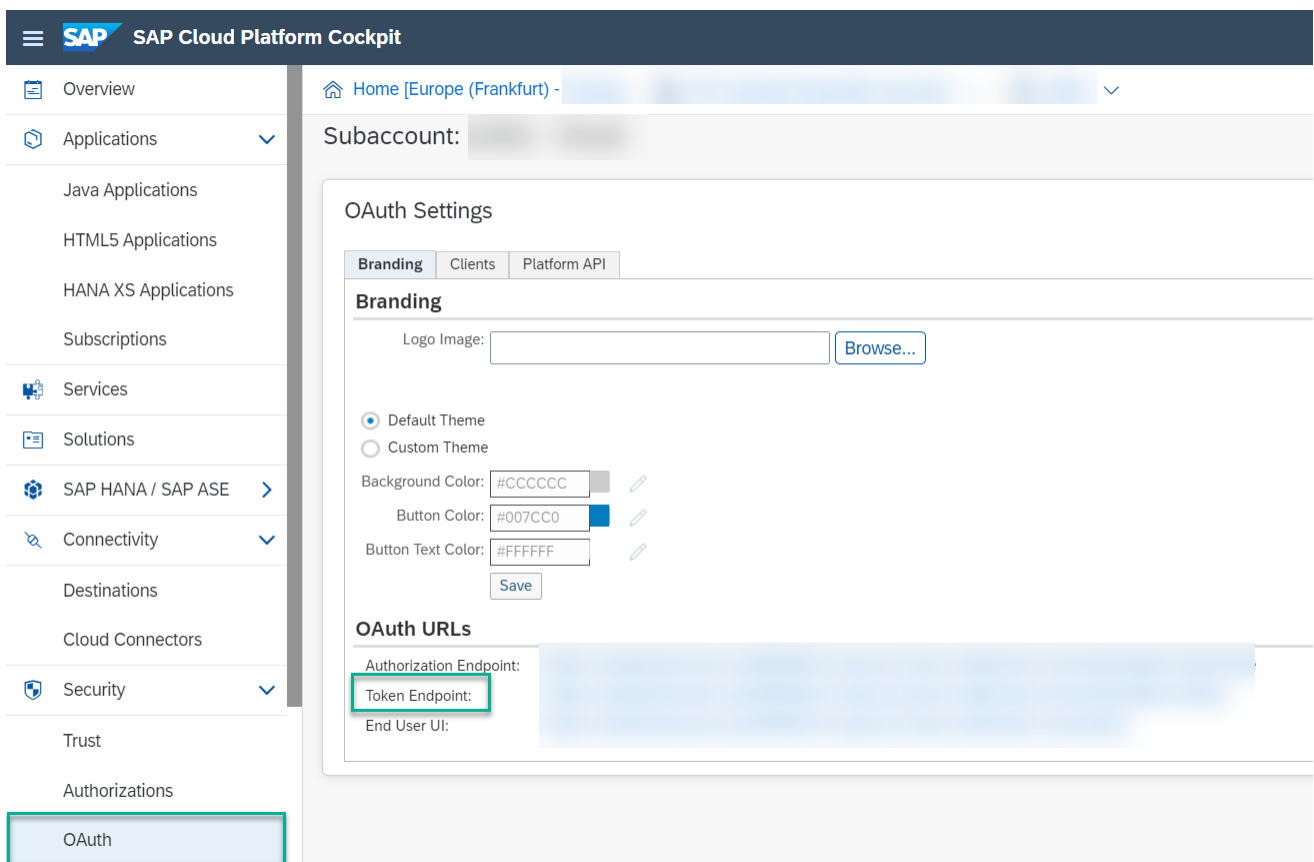 SAP SAP Cloud Platform Cockpit
Overview
Applications
Java Applications
HTML5 Applications
HANA XS Applications
Subscriptions
Services
Solutions
SAP HANA / SAP ASE
Connectivity
Destinations
Cloud Connectors
Security
Trust
Authorizations
OAuth
Home [Europe (Frankfurt) -
Subaccount:
OAuth Settings
Branding Clients Platform API
Branding
Logo Image: Browse...
Default Theme
Custom Theme
Background Color: #CCCCCC
Button Color: #007CC0
Button Text Color: #FFFFFF
Save
OAuth URLs
Authorization Endpoint:
Token Endpoint:
End User UI: